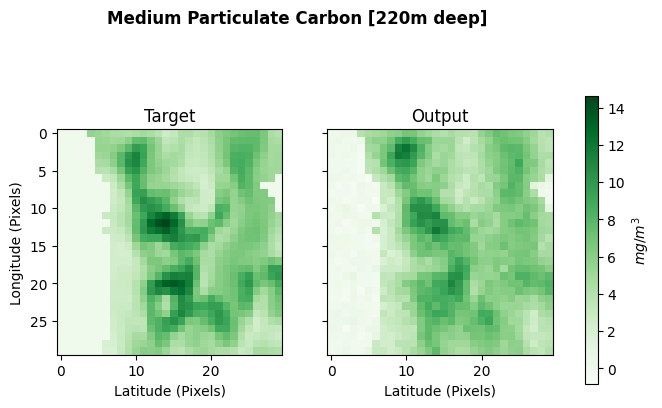 Medium Particulate Carbon [220m deep]
Target
Output
0
5
10
15
20
25
Longitude (Pixels)
0
10
20
Latitude (Pixels)
0
10
20
Latitude (Pixels)
14
12
10
8
6
4
2
0
mg/m³